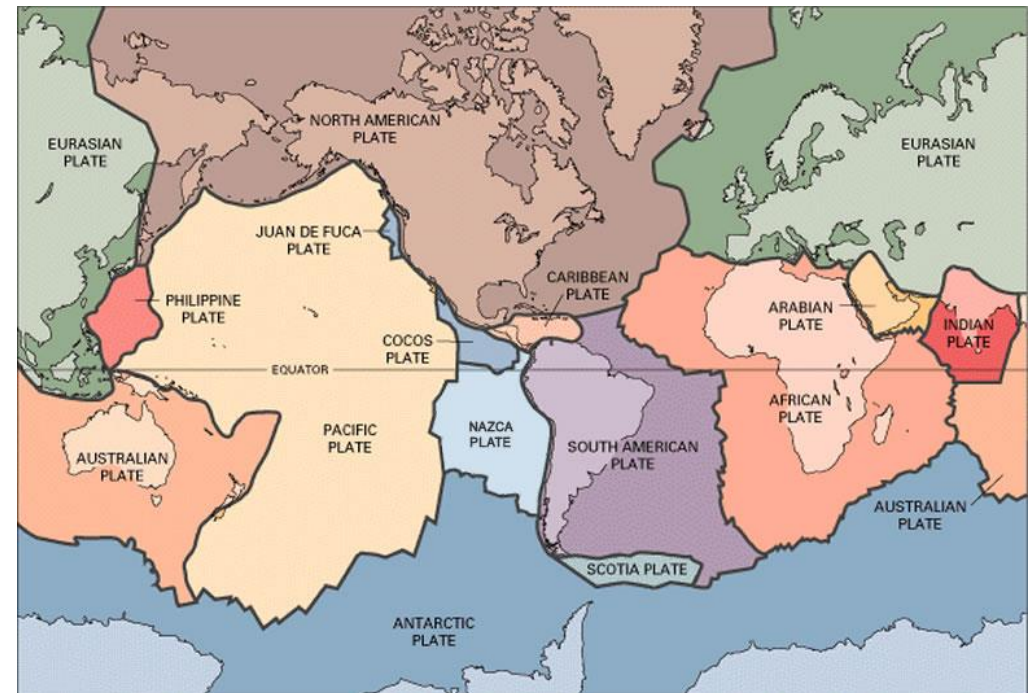 NORTH AMERICAN
PLATE
EURASIAN
PLATE
EURASIAN
PLATE
JUAN DE FUCA
PLATE
CARIBBEAN
PLATE
PHILIPPINE
PLATE
ARABIAN
PLATE
INDIAN
PLATE
COCOS
PLATE
EQUATOR
AFRICAN
PLATE
PACIFIC
PLATE
NAZCA
PLATE
SOUTH AMERICAN
PLATE
AUSTRALIAN
PLATE
AUSTRALIAN
PLATE
SCOTIA PLATE
ANTARCTIC
PLATE